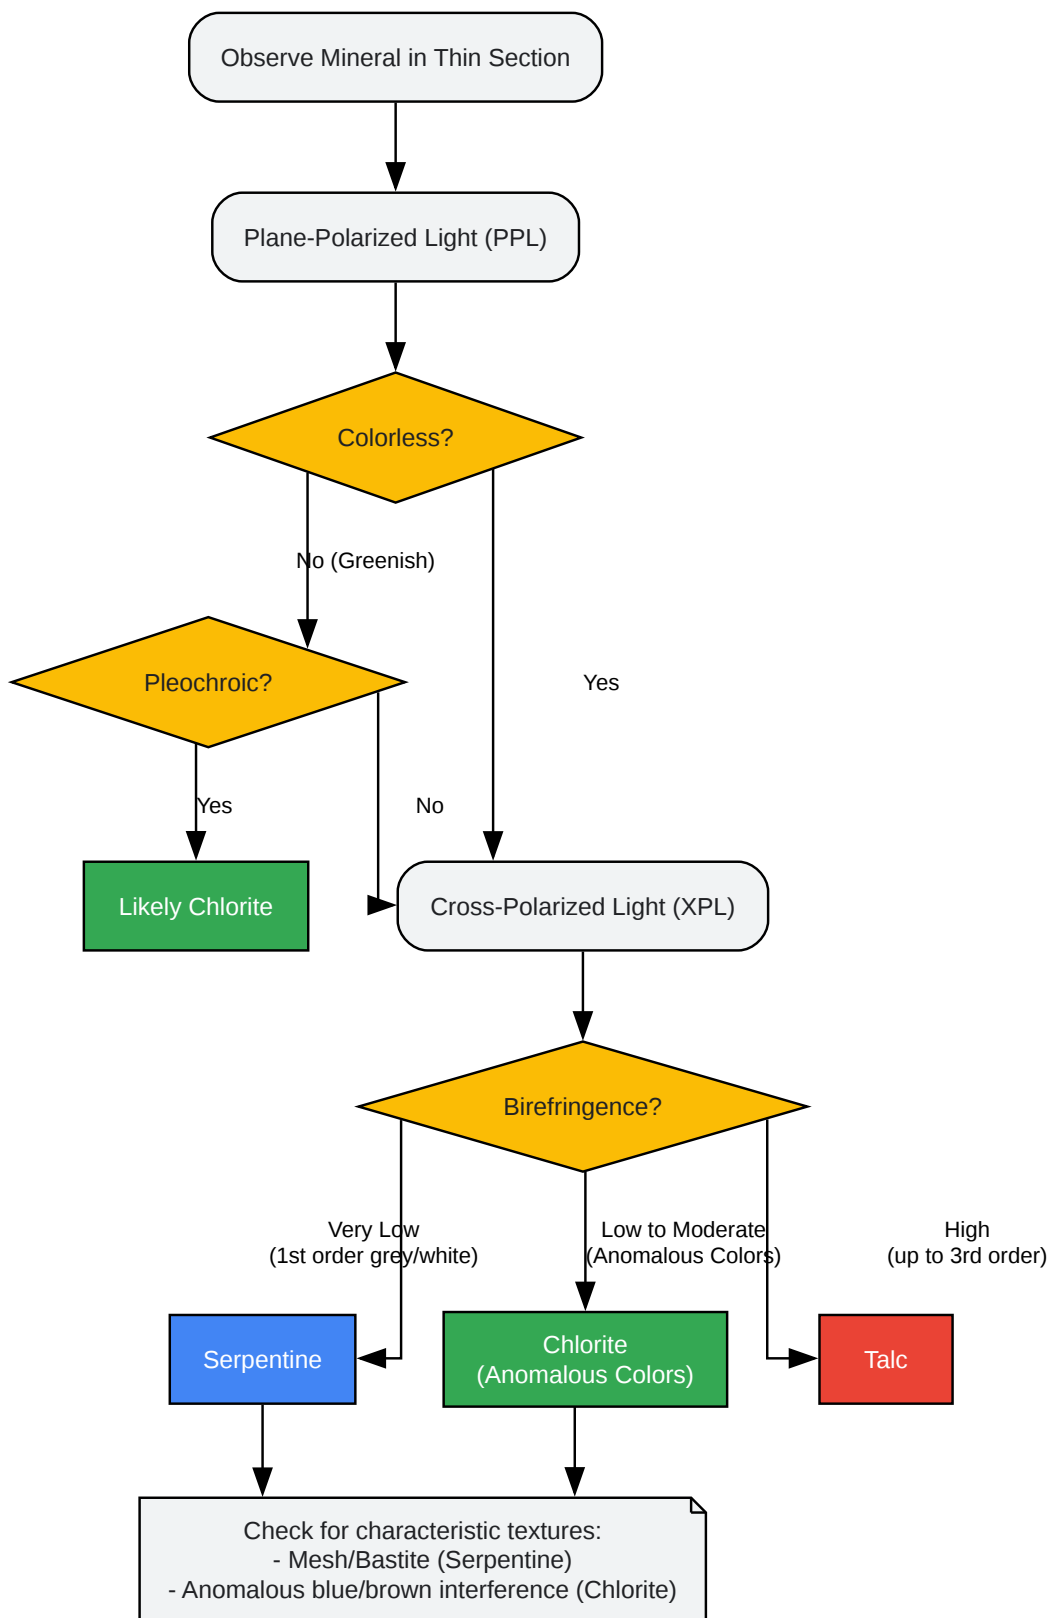 Observe Mineral in Thin Section
Plane-Polarized Light (PPL)
Colorless?
No (Greenish)
Pleochroic?
Yes
Yes
No
Likely Chlorite
Cross-Polarized Light (XPL)
Birefringence?
Very Low
(1st order grey/white)
Low to Moderate
(Anomalous Colors)
High
(up to 3rd order)
Serpentine
Chlorite
(Anomalous Colors)
Talc
Check for characteristic textures:
- Mesh/Bastite (Serpentine)
- Anomalous blue/brown interference (Chlorite)